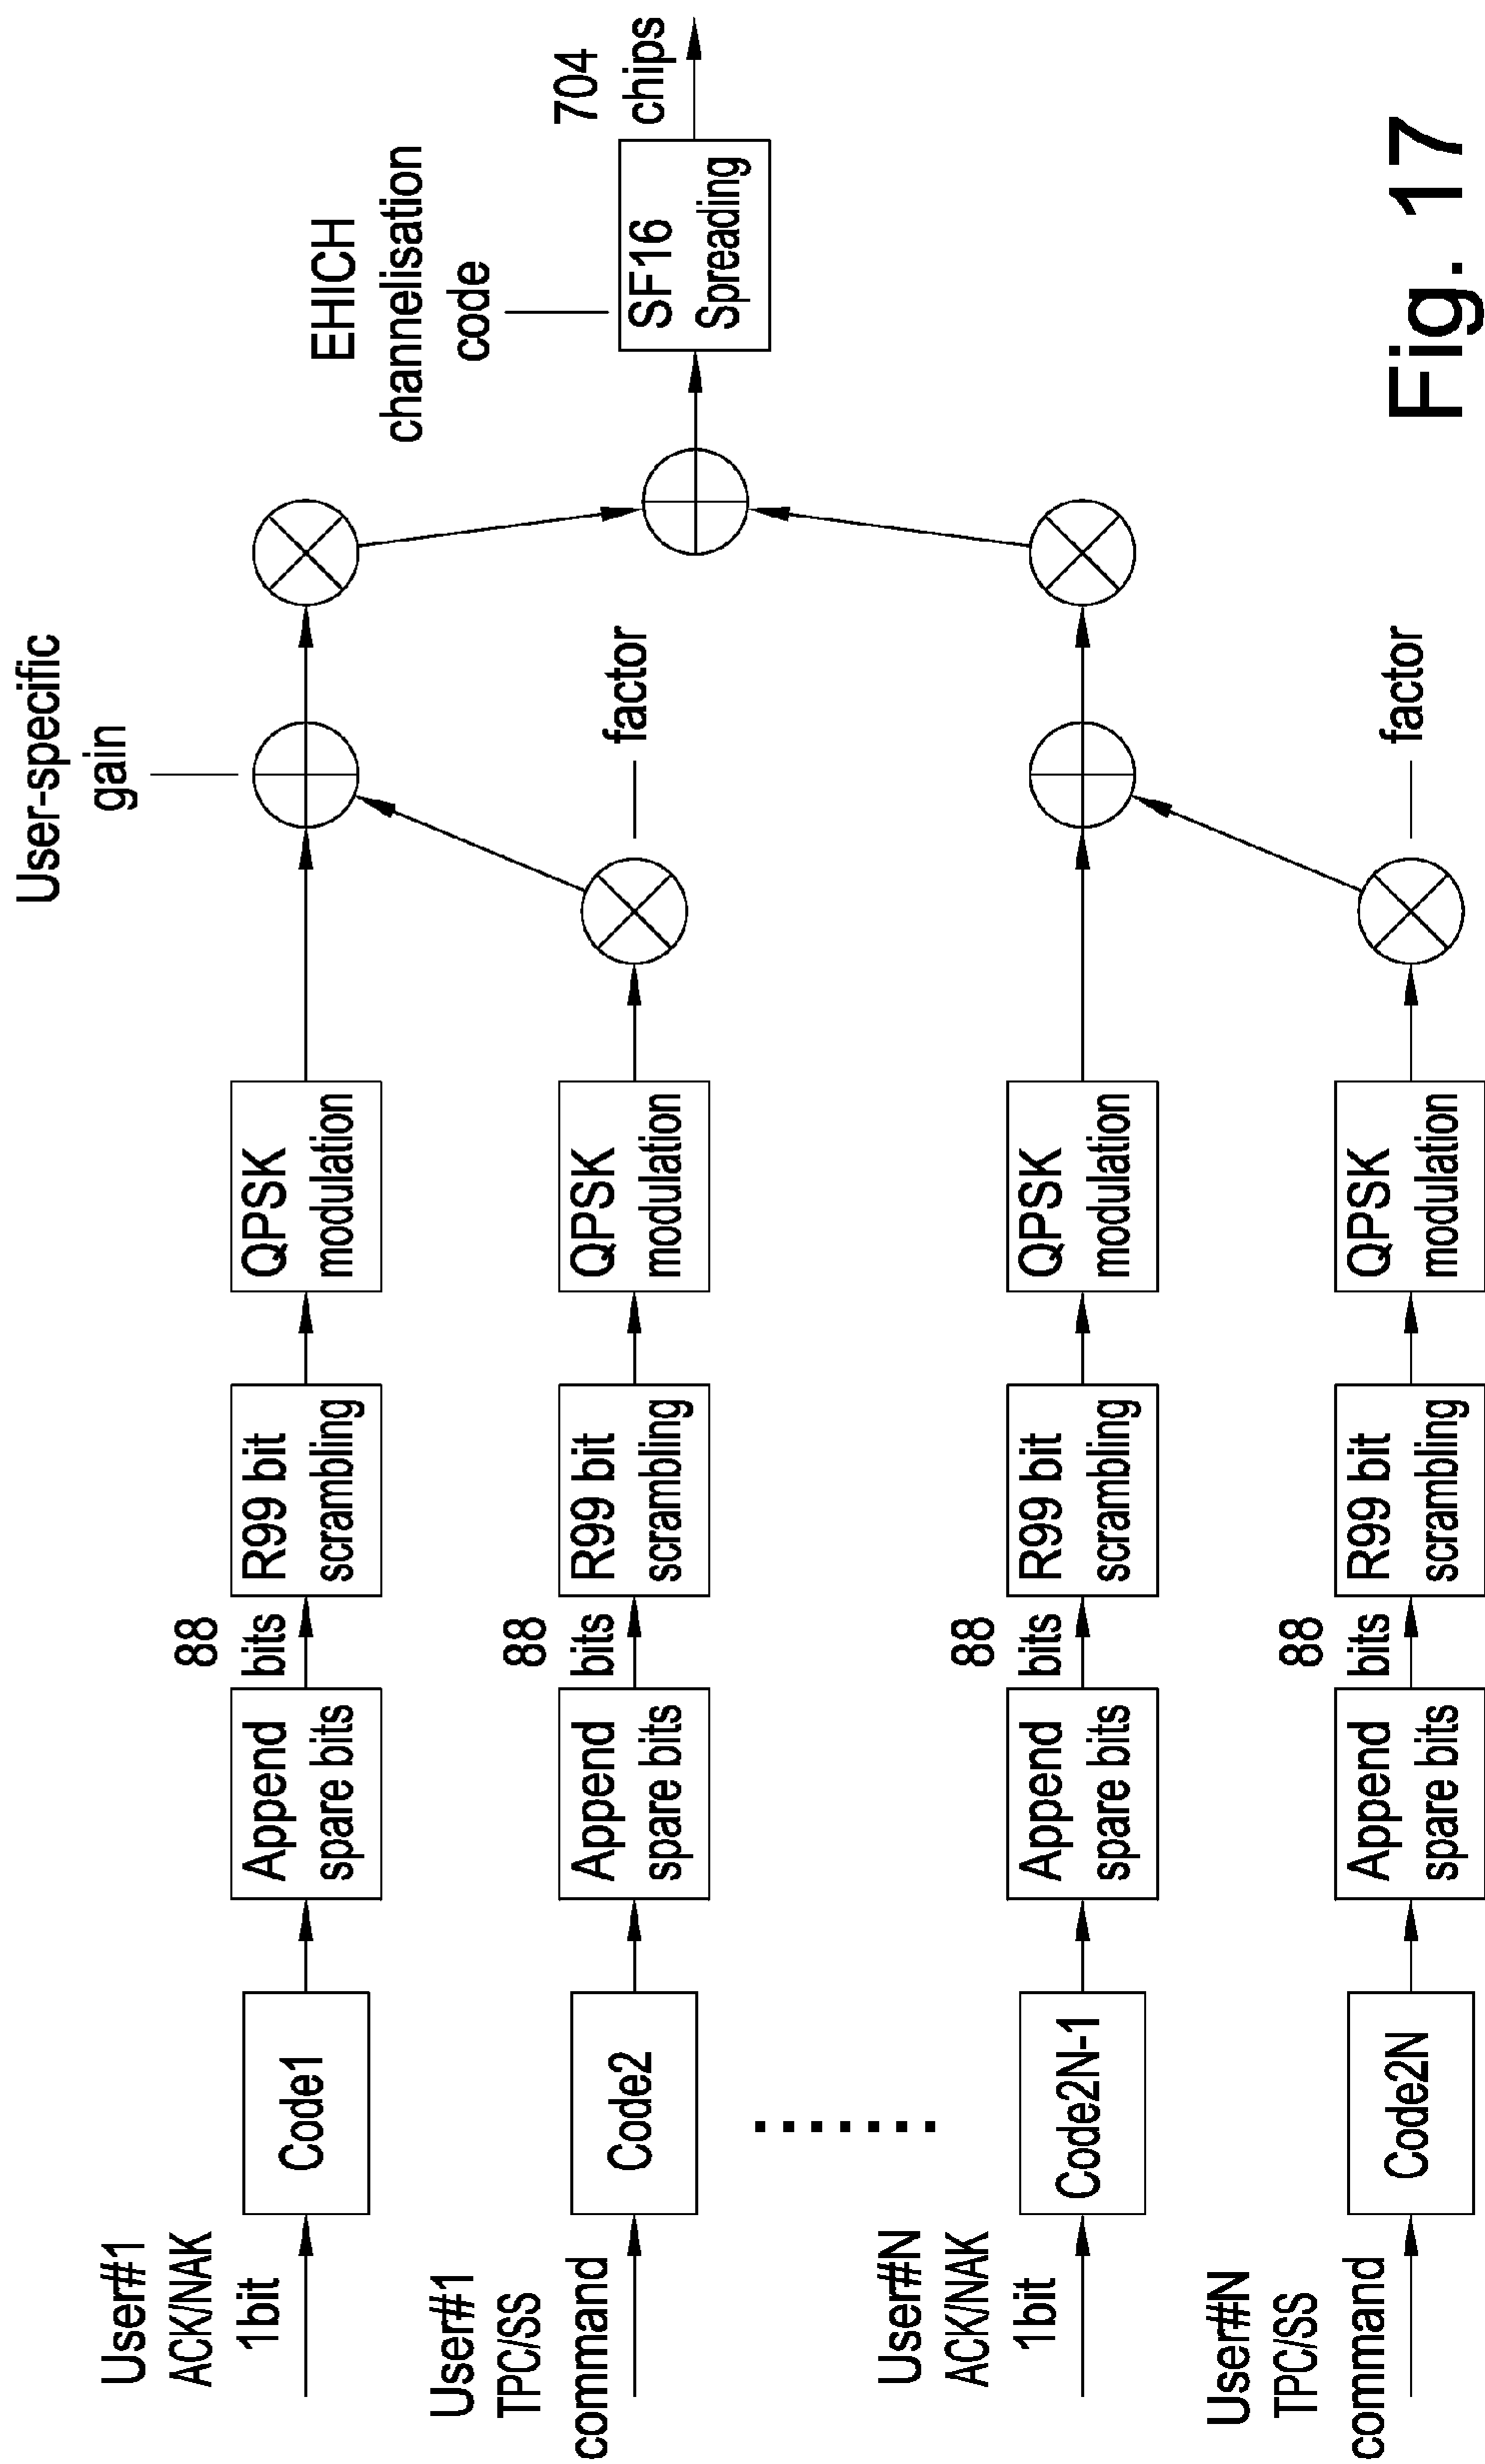 User#1
ACK/NAK
1bit
Code1
Append
spare bits
88
bits
R99 bit
scrambling
QPSK
modulation
User-specific
gain
User#1
TPC/SS
command
Code2
Append
spare bits
88
bits
R99 bit
scrambling
QPSK
modulation
factor
EHICH
channelisation
code
SF16
Spreading
704
chips
.......
User#N
ACK/NAK
1bit
Code2N-1
Append
spare bits
88
bits
R99 bit
scrambling
QPSK
modulation
User#N
TPC/SS
command
Code2N
Append
spare bits
88
bits
R99 bit
scrambling
QPSK
modulation
factor
Fig. 17